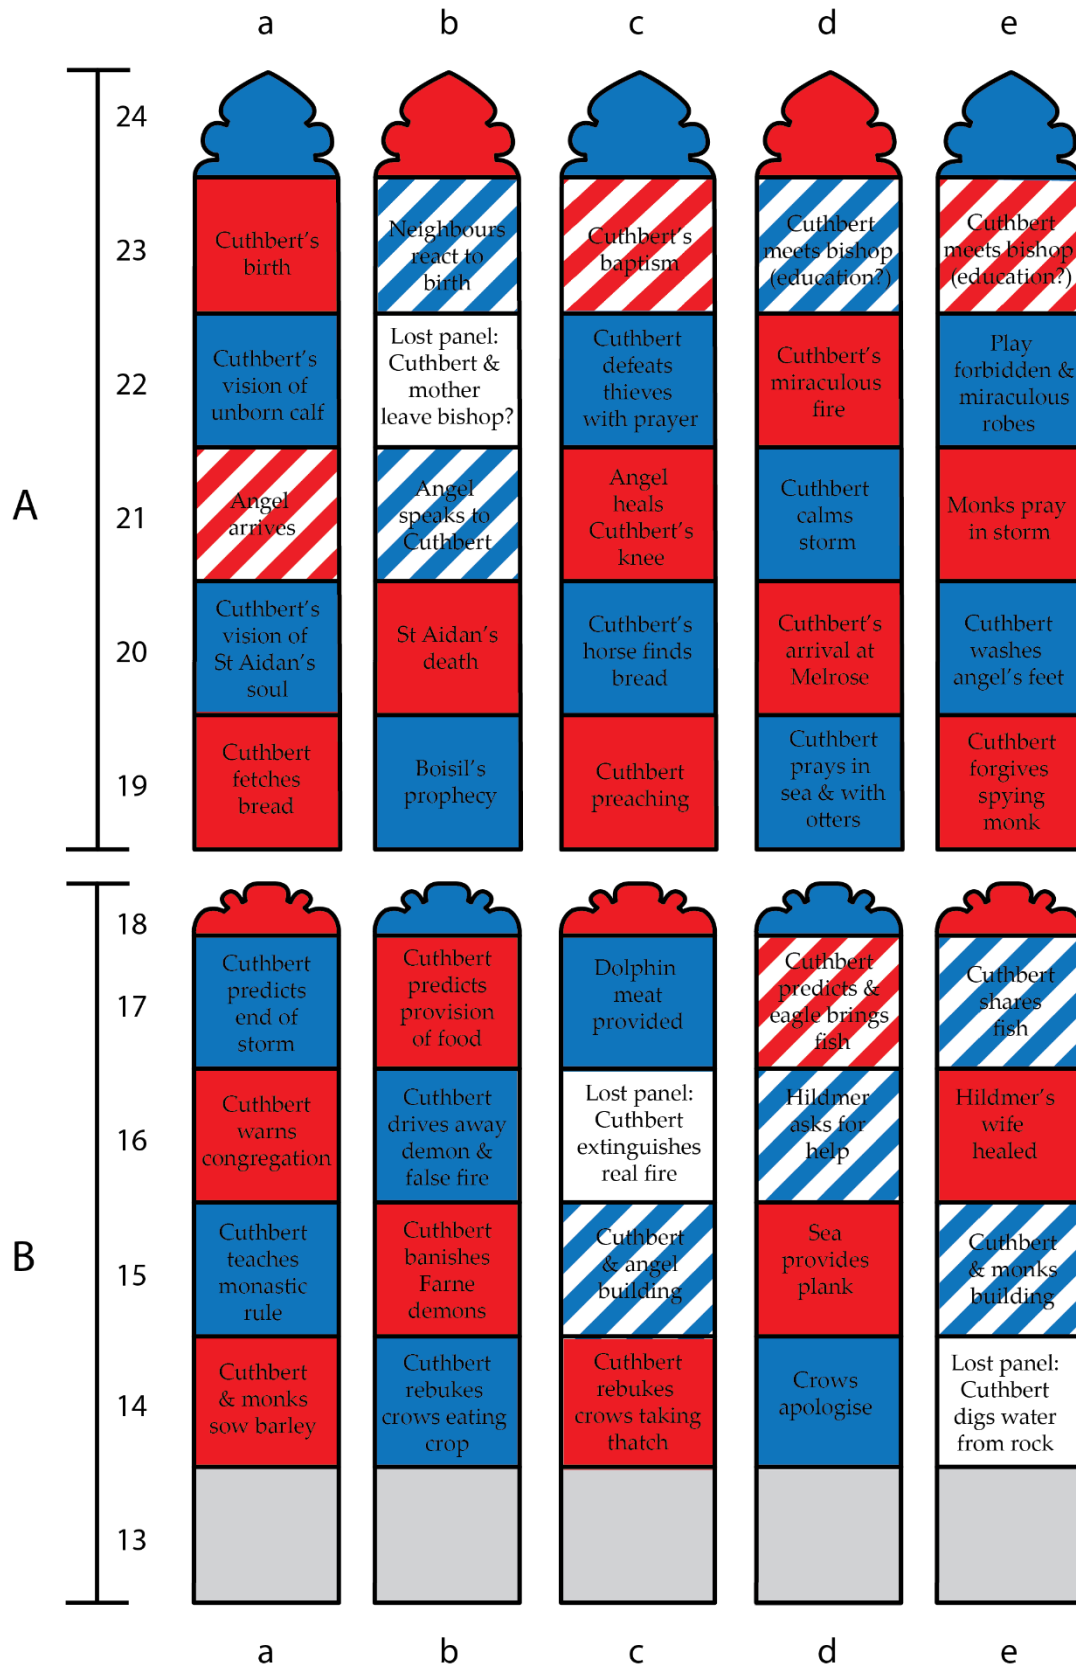 a b c d e
24
23
Cuthbert's
birth
Neighbours
react to
birth
Cuthbert's
baptism
Cuthbert
meets bishop
(education?)
Cuthbert
meets bishop
(education?)
22
Cuthbert's
vision of
unborn calf
Lost panel:
Cuthbert &
mother
leave bishop?
Cuthbert
defeats
thieves
with prayer
Cuthbert's
miraculous
fire
Play
forbidden &
miraculous
robes
A
21
Angel
arrives
Angel
speaks to
Cuthbert
Angel
heals
Cuthbert's
knee
Cuthbert
calms
storm
Monks pray
in storm
20
Cuthbert's
vision of
St Aidan's
soul
St Aidan's
death
Cuthbert's
horse finds
bread
Cuthbert's
arrival at
Melrose
Cuthbert
washes
angel's feet
19
Cuthbert
fetches
bread
Boisil's
prophecy
Cuthbert
preaching
Cuthbert
prays in
sea & with
otters
Cuthbert
forgives
spying
monk
18
17
Cuthbert
predicts
end of
storm
Cuthbert
predicts
provision
of food
Dolphin
meat
provided
Cuthbert
predicts &
eagle brings
fish
Cuthbert
shares
fish
16
Cuthbert
warns
congregation
Cuthbert
drives away
demon &
false fire
Lost panel:
Cuthbert
extinguishes
real fire
Hildmer
asks for
help
Hildmer's
wife
healed
B
15
Cuthbert
teaches
monastic
rule
Cuthbert
banishes
Farne
demons
Cuthbert
& angel
building
Sea
provides
plank
Cuthbert
& monks
building
14
Cuthbert
& monks
sow barley
Cuthbert
rebukes
crows eating
crop
Cuthbert
rebukes
crows taking
thatch
Crows
apologise
Lost panel:
Cuthbert
digs water
from rock
13
a b c d e